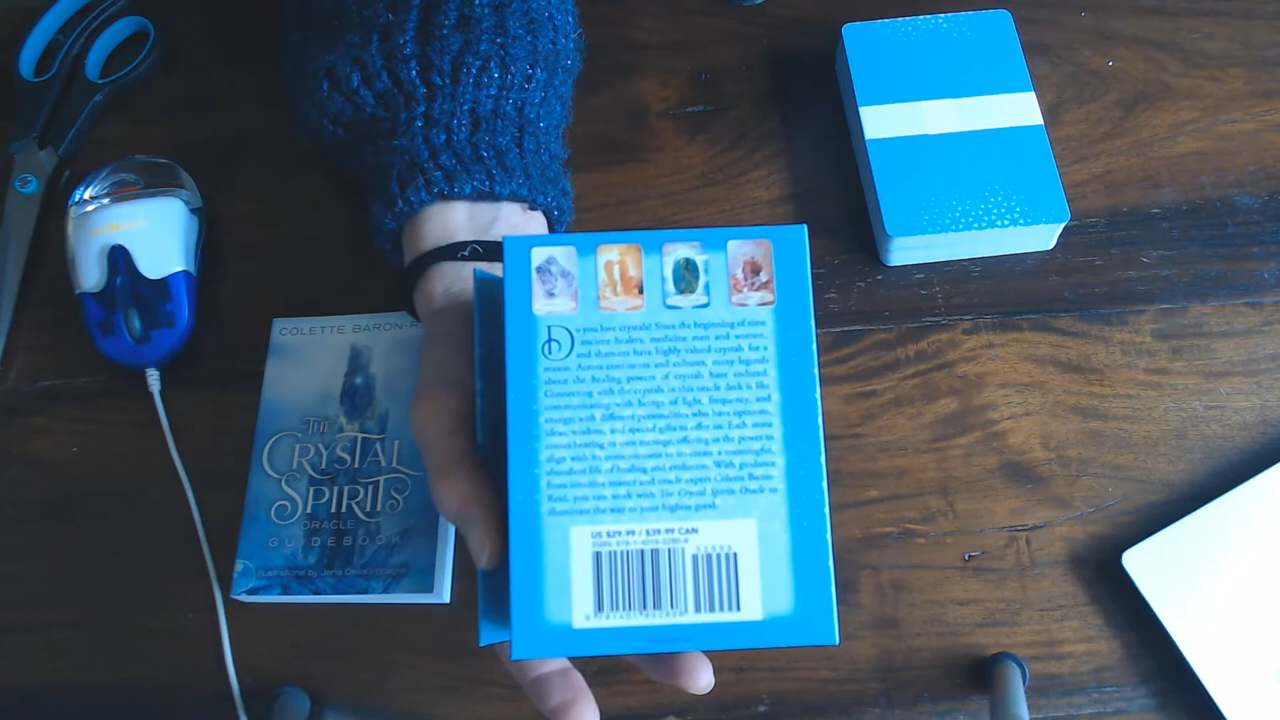 COLETTE BARON-R
THE
CRYSTAL
SPIRITS
ORACLE
GUIDEBOOK
Illustrations by Jena DellaGrottaglia
Do you love crystals? Since the beginning of time
ancient healers, medicine men and women,
and shamans have highly valued crystals for a
reason. Across continents and cultures, many legends
about the healing powers of crystals have endured.
Connecting with the crystals in this oracle deck is like
communicating with beings of light, frequency, and
energy, with different personalities who have opinions,
ideas, wisdom, and special gifts to offer us. Each stone
comes bearing its own message, offering us the power to
align with its consciousness to co-create a meaningful,
abundant life of healing and evolution. With guidance
from intuitive master and oracle expert Colette Baron-
Reid, you can work with The Crystal Spirits Oracle to
illuminate the way to your highest good.
US $29.99 / $39.99 CAN